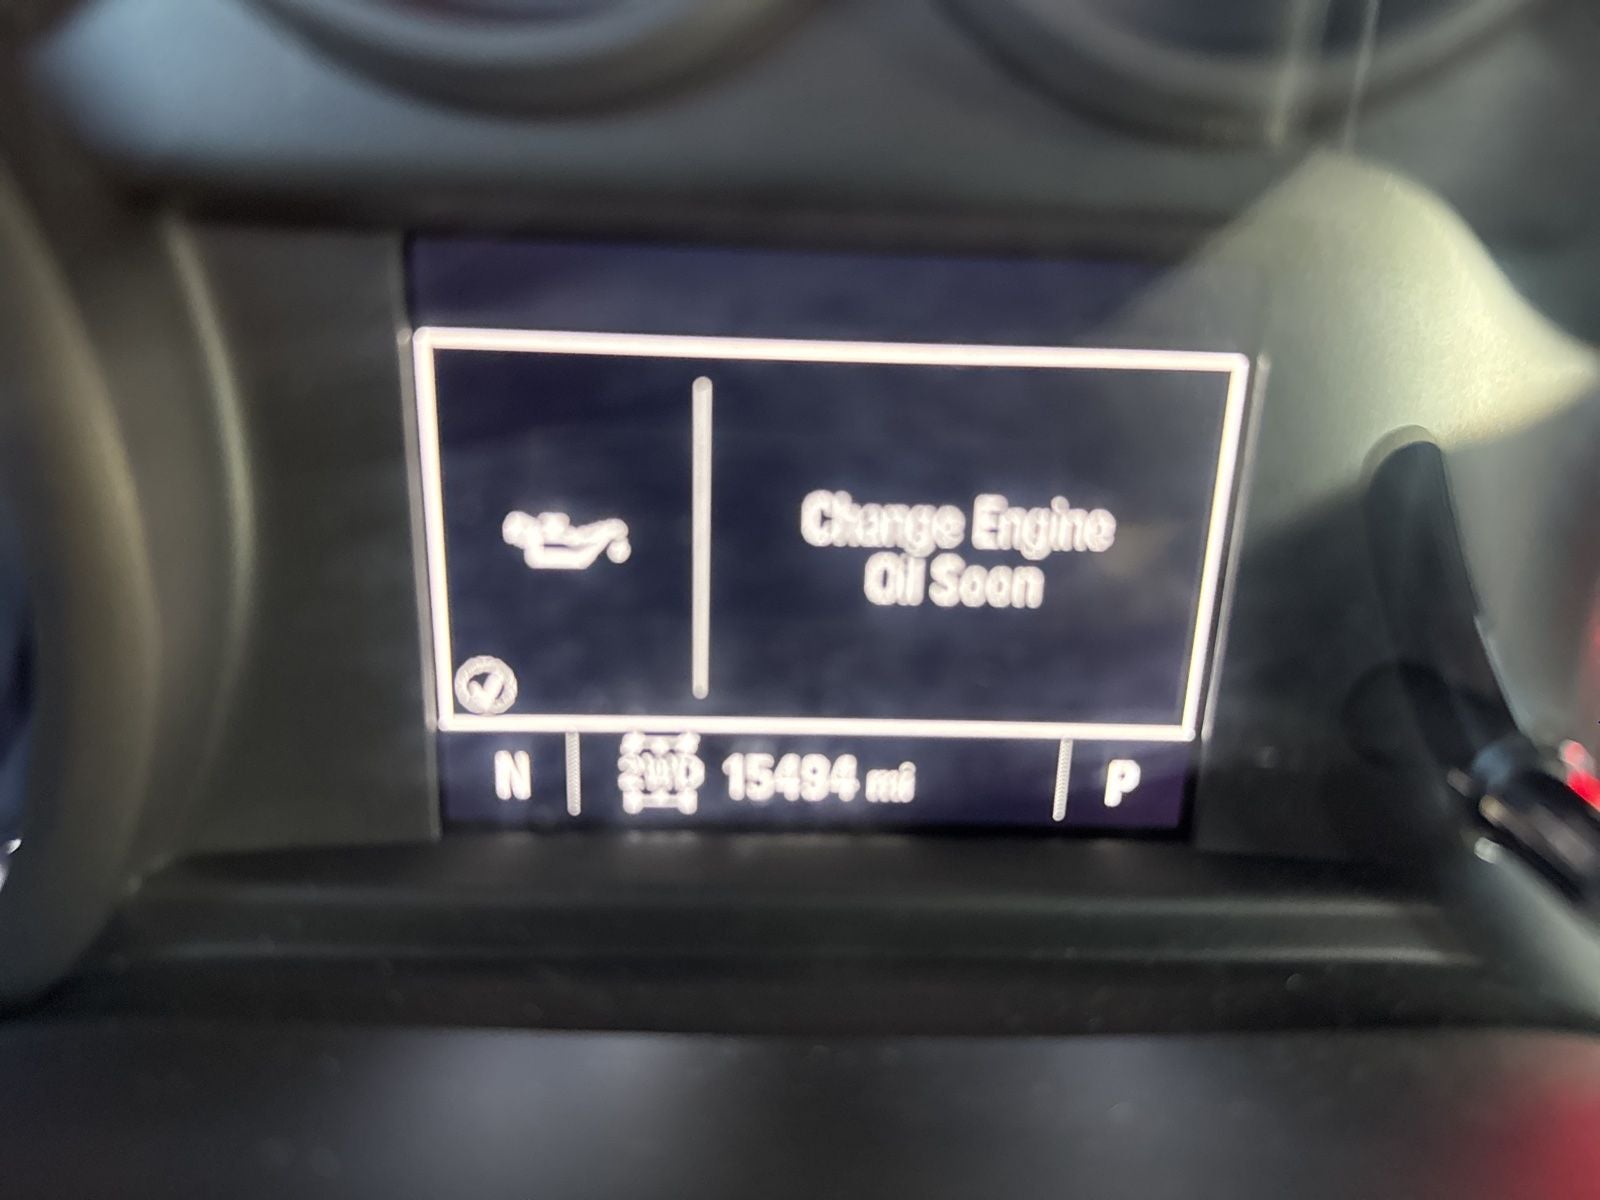 Change Engine
Oil Soon
N 2WD 15494 mi P